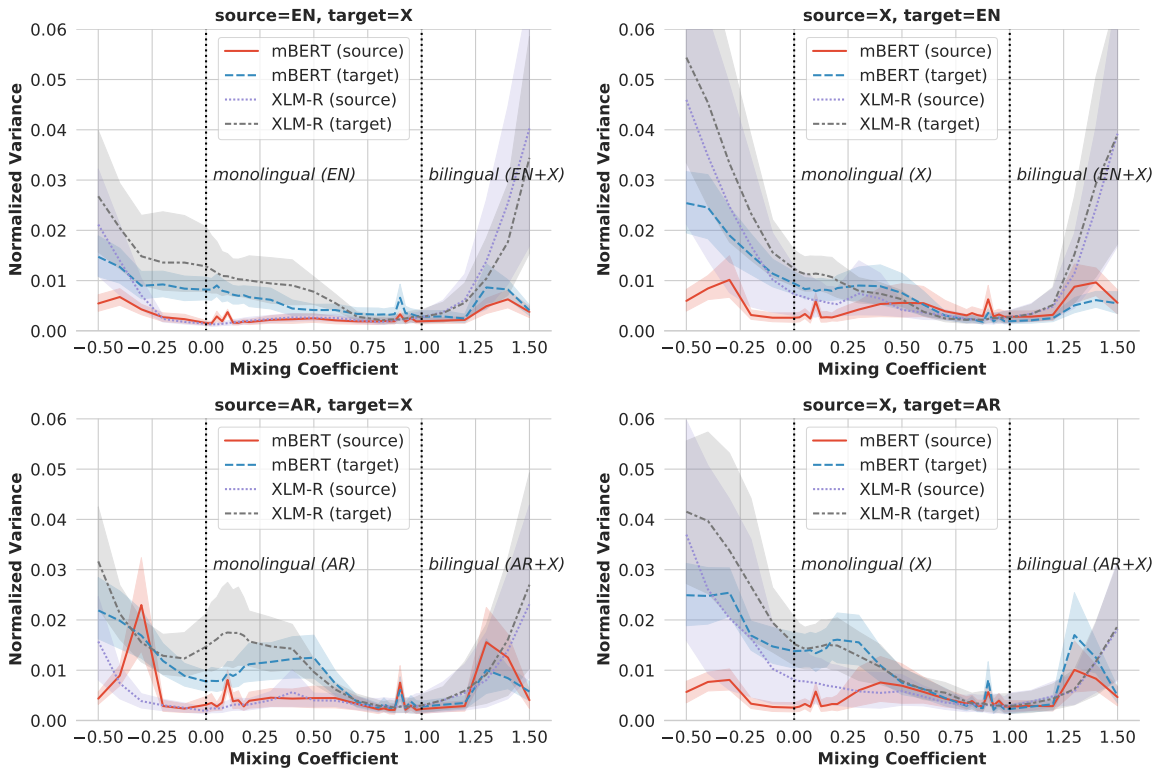 source=EN, target=X
0.06
0.05
0.04
0.03
0.02
0.01
0.00
Normalized Variance
mBERT (source)
mBERT (target)
XLM-R (source)
XLM-R (target)
monolingual (EN)
bilingual (EN+X)
−0.50 −0.25 0.00 0.25 0.50 0.75 1.00 1.25 1.50
Mixing Coefficient
source=X, target=EN
0.06
0.05
0.04
0.03
0.02
0.01
0.00
Normalized Variance
mBERT (source)
mBERT (target)
XLM-R (source)
XLM-R (target)
monolingual (X)
bilingual (EN+X)
−0.50 −0.25 0.00 0.25 0.50 0.75 1.00 1.25 1.50
Mixing Coefficient
source=AR, target=X
0.06
0.05
0.04
0.03
0.02
0.01
0.00
Normalized Variance
mBERT (source)
mBERT (target)
XLM-R (source)
XLM-R (target)
monolingual (AR)
bilingual (AR+X)
−0.50 −0.25 0.00 0.25 0.50 0.75 1.00 1.25 1.50
Mixing Coefficient
source=X, target=AR
0.06
0.05
0.04
0.03
0.02
0.01
0.00
Normalized Variance
mBERT (source)
mBERT (target)
XLM-R (source)
XLM-R (target)
monolingual (X)
bilingual (AR+X)
−0.50 −0.25 0.00 0.25 0.50 0.75 1.00 1.25 1.50
Mixing Coefficient